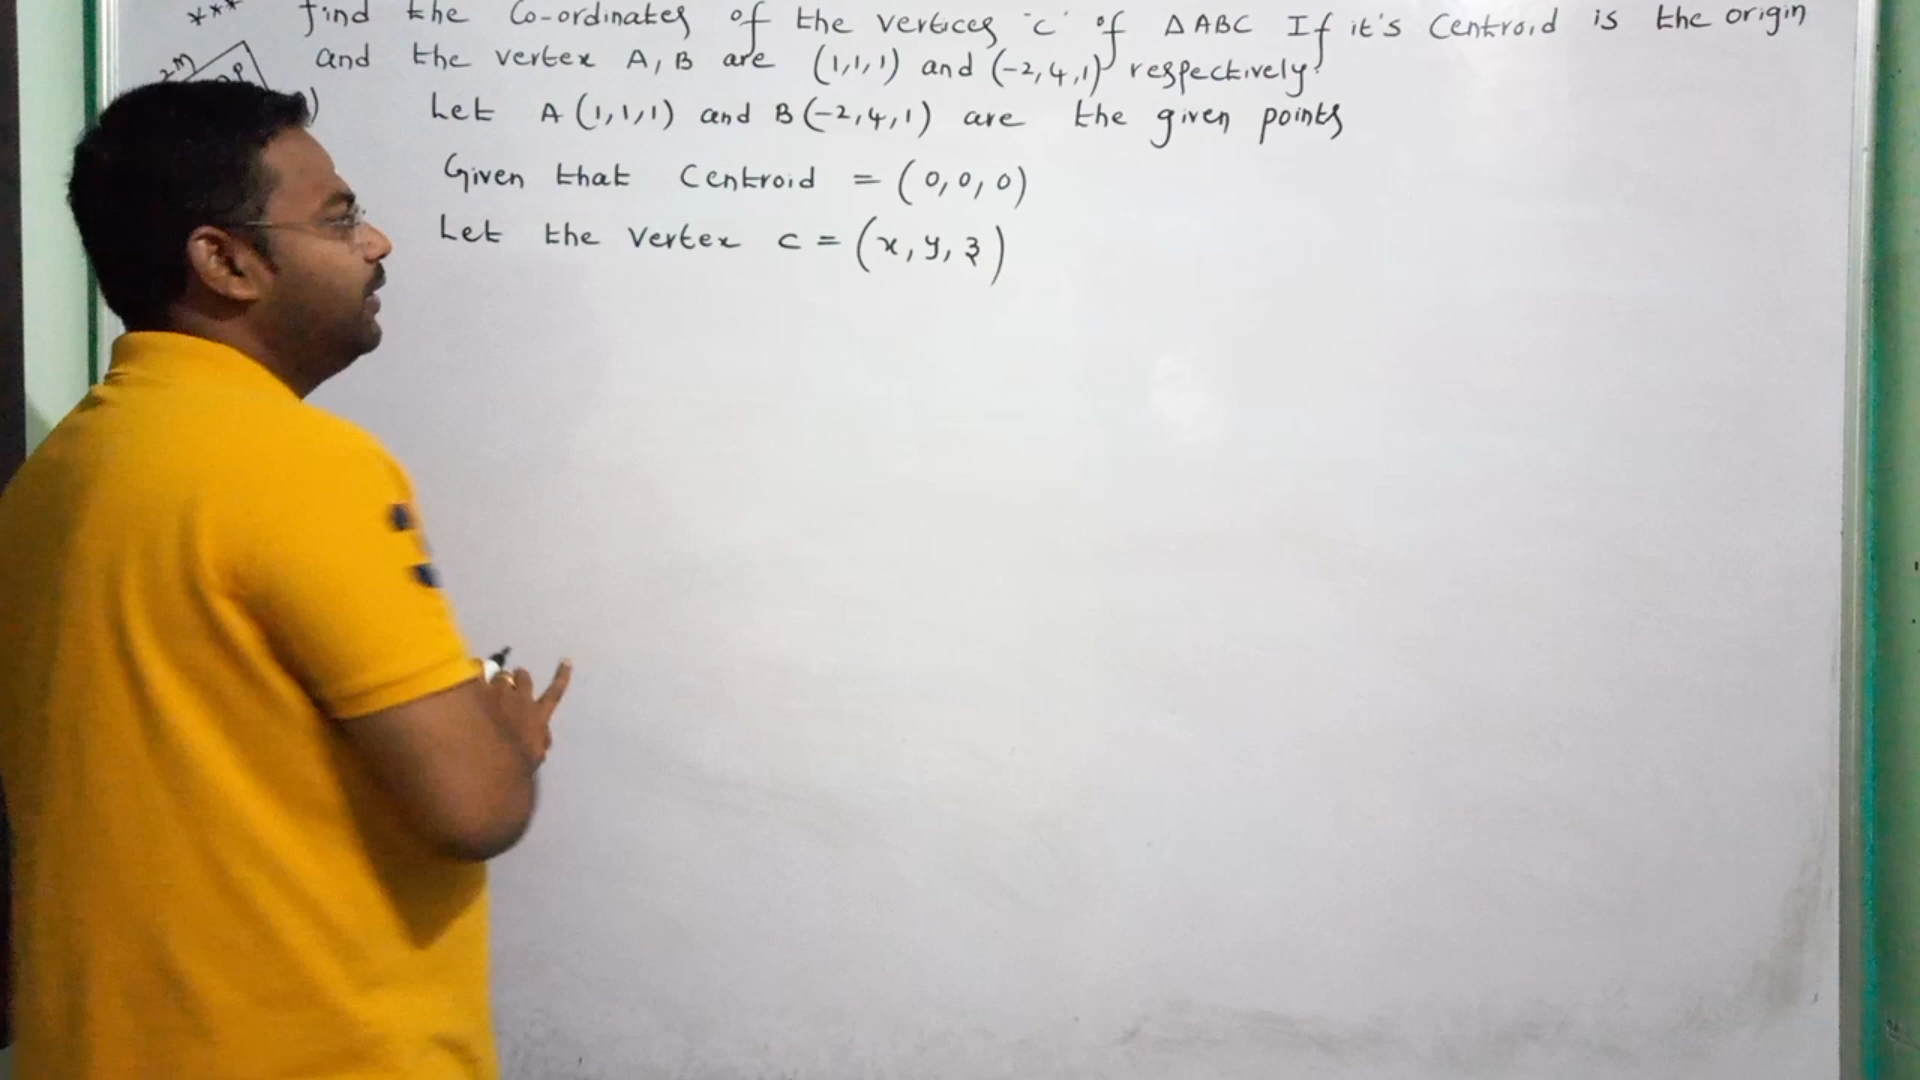 *** find the Co-ordinates of the vertices 'c' of ΔABC If it's Centroid is the origin
2M and the vertex A, B are (1,1,1) and (-2,4,1) respectively.
Let A (1,1,1) and B(-2,4,1) are the given points
Given that Centroid = (0,0,0)
Let the vertex c = (x, y, z)